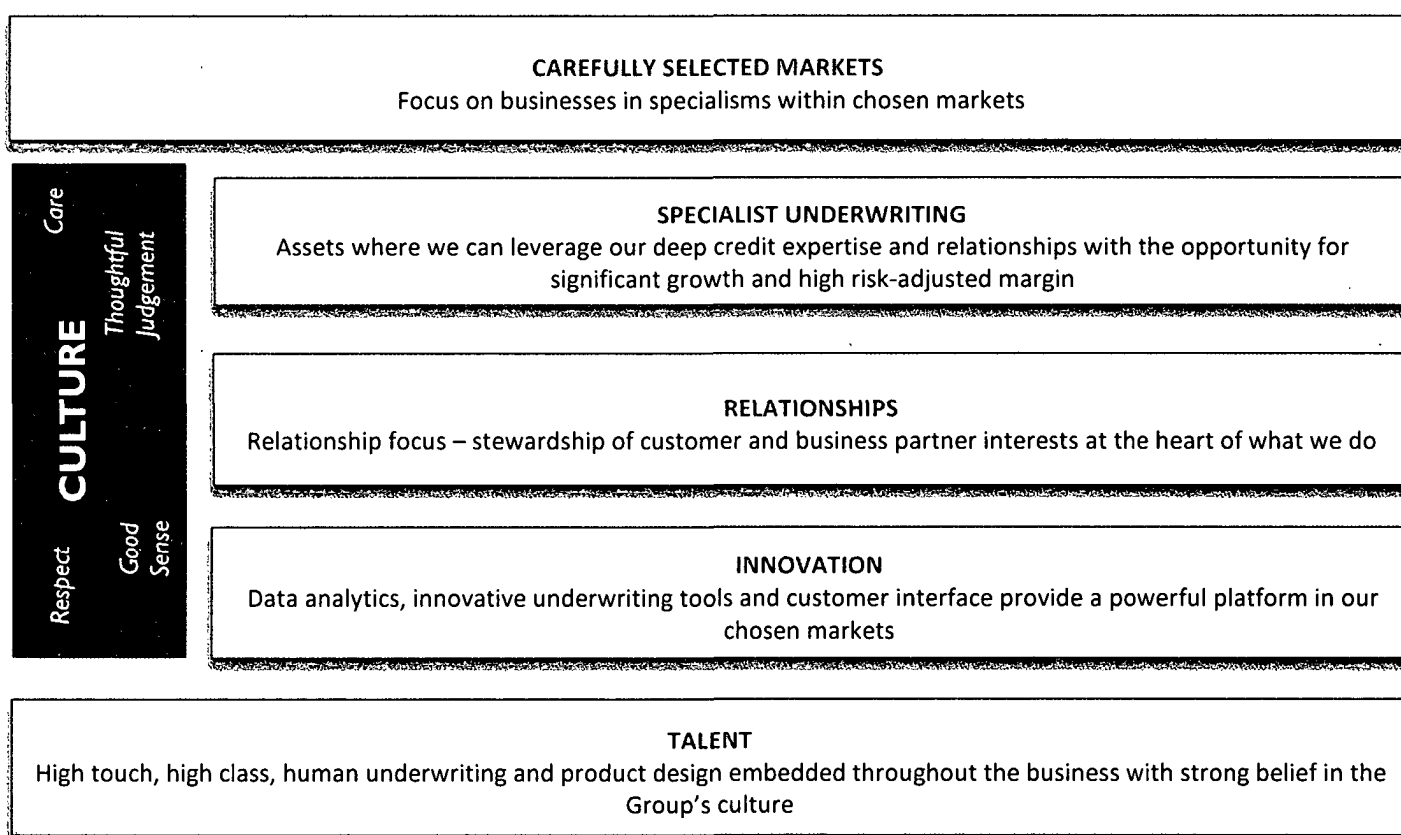 CAREFULLY SELECTED MARKETS
Focus on businesses in specialisms within chosen markets
Care
Thoughtful
Judgement
CULTURE
Respect
Good
Sense
SPECIALIST UNDERWRITING
Assets where we can leverage our deep credit expertise and relationships with the opportunity for
significant growth and high risk-adjusted margin
RELATIONSHIPS
Relationship focus – stewardship of customer and business partner interests at the heart of what we do
INNOVATION
Data analytics, innovative underwriting tools and customer interface provide a powerful platform in our
chosen markets
TALENT
High touch, high class, human underwriting and product design embedded throughout the business with strong belief in the
Group's culture